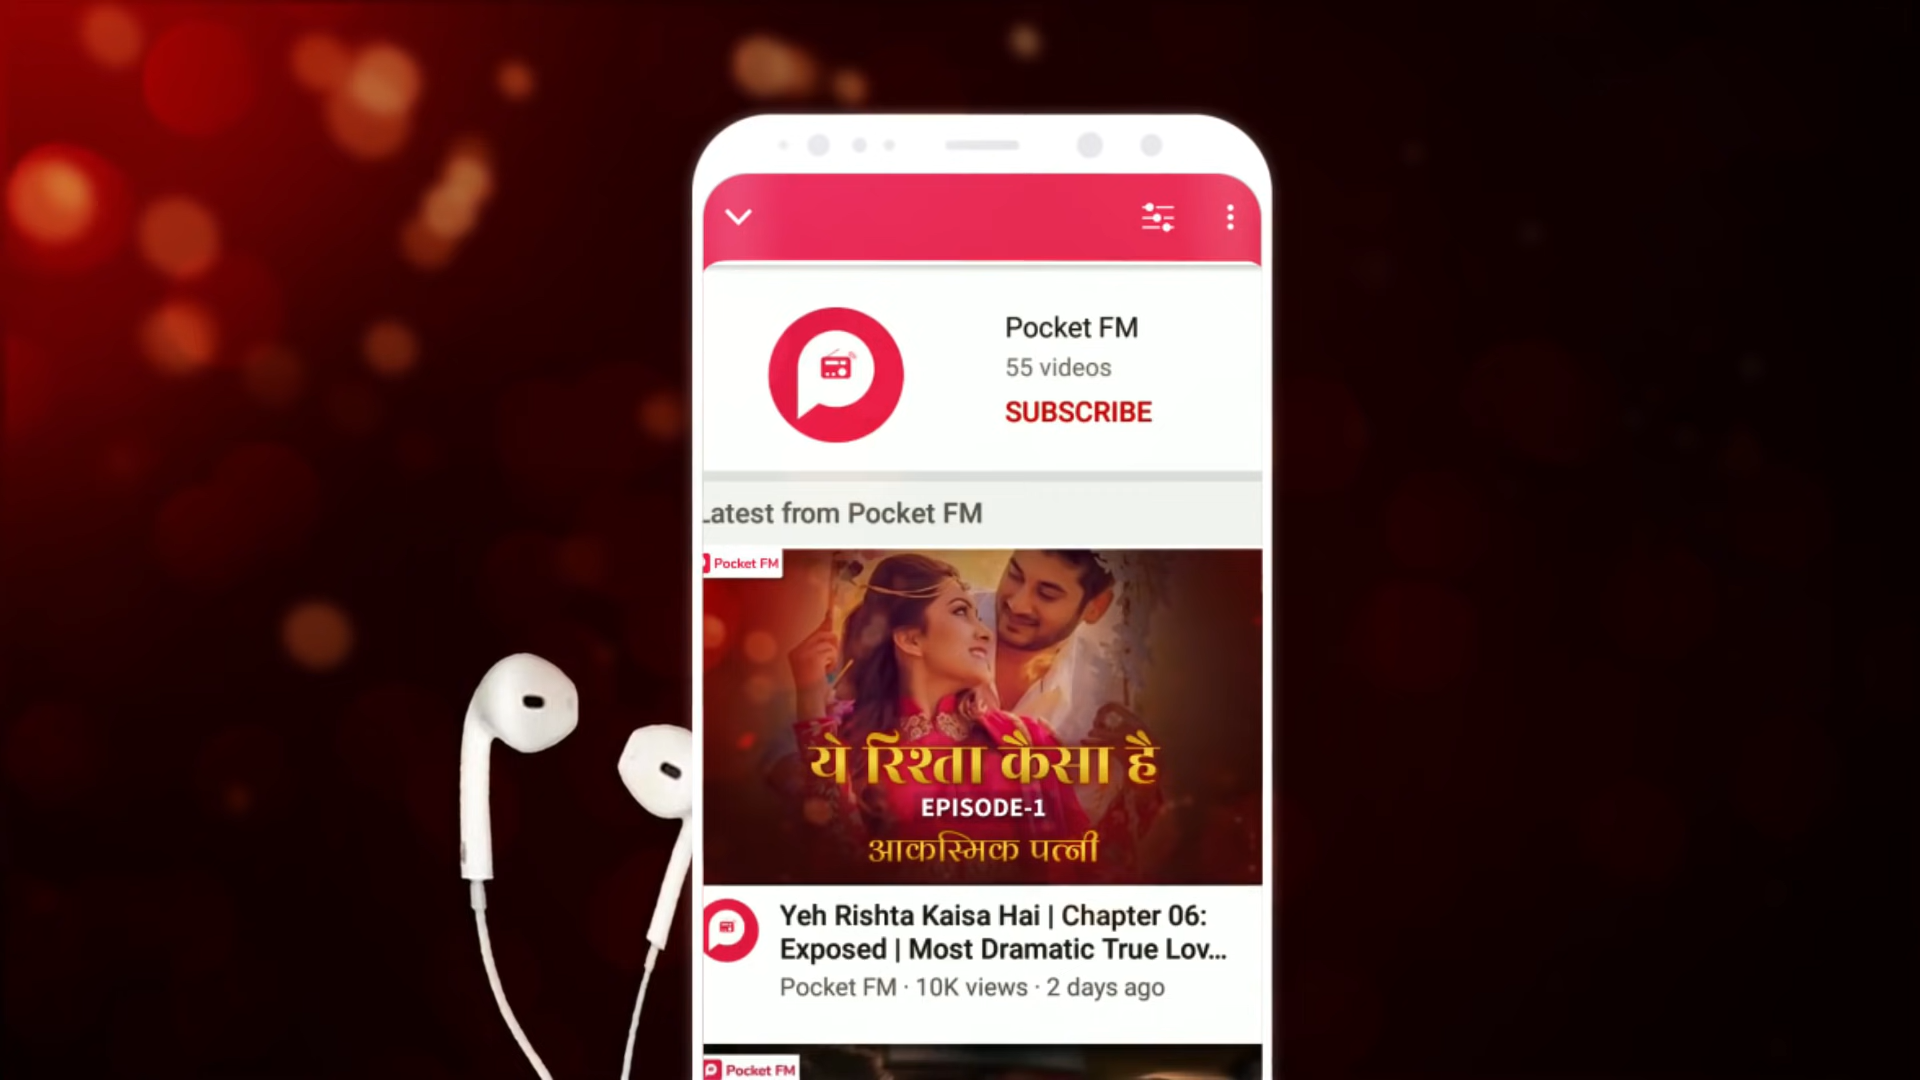 Pocket FM
55 videos
SUBSCRIBE
Latest from Pocket FM
Pocket FM
ये रिश्ता कैसा है
EPISODE-1
आकस्मिक पत्नी
Yeh Rishta Kaisa Hai | Chapter 06:
Exposed | Most Dramatic True Lov...
Pocket FM · 10K views · 2 days ago
Pocket FM